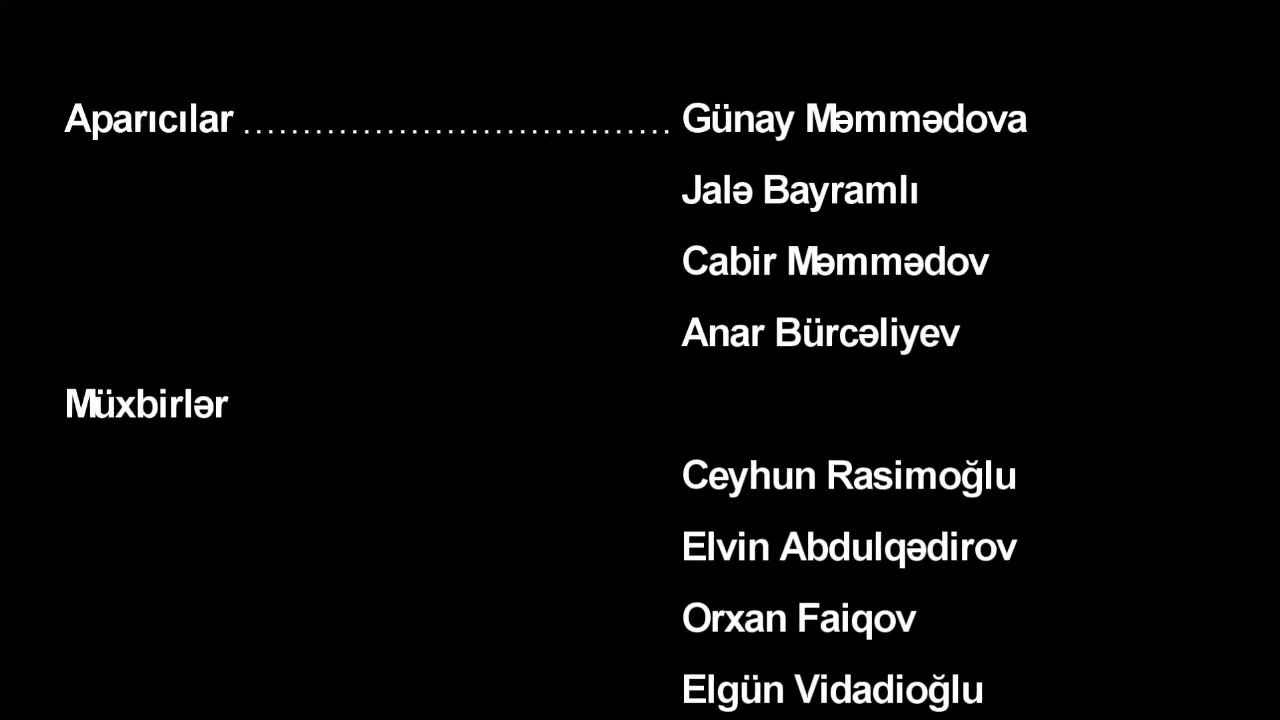 Aparıcılar .................................... Günay Məmmədova
Jalə Bayramlı
Cabir Məmmədov
Anar Bürcəliyev
Müxbirlər
Ceyhun Rasimoğlu
Elvin Abdulqədirov
Orxan Faiqov
Elgün Vidadioğlu